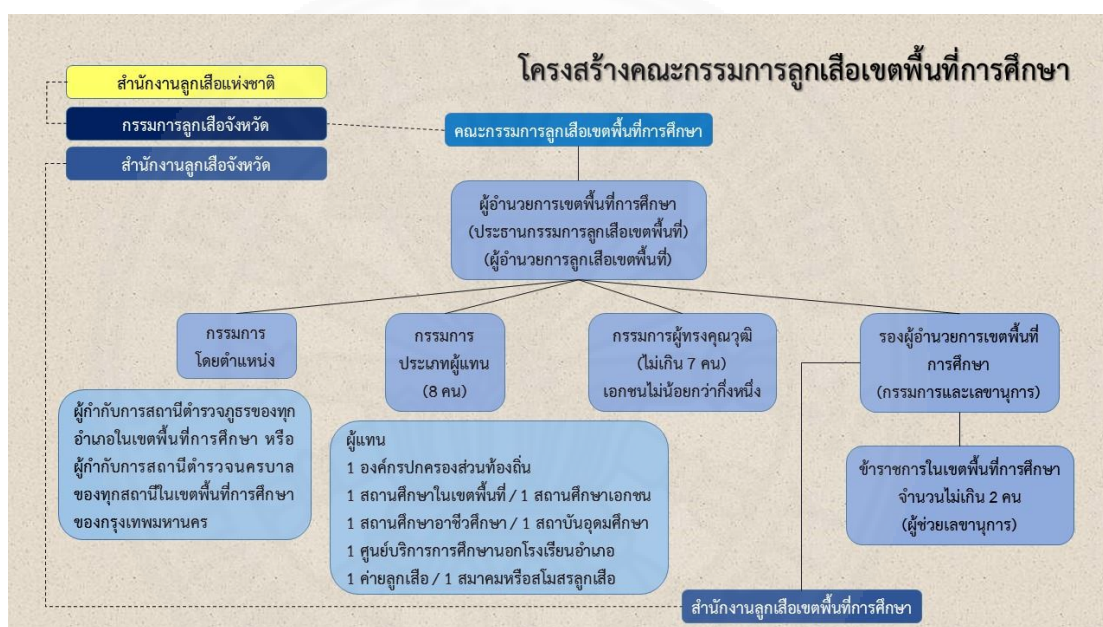 โครงสร้างคณะกรรมการลูกเสือเขตพื้นที่การศึกษา
สำนักงานลูกเสือแห่งชาติ
กรรมการลูกเสือจังหวัด
สำนักงานลูกเสือจังหวัด
คณะกรรมการลูกเสือเขตพื้นที่การศึกษา
ผู้อำนวยการเขตพื้นที่การศึกษา
(ประธานกรรมการลูกเสือเขตพื้นที่)
(ผู้อำนวยการลูกเสือเขตพื้นที่)
กรรมการ
โดยตำแหน่ง
ผู้กำกับการสถานีตำรวจภูธรของทุก
อำเภอในเขตพื้นที่การศึกษา หรือ
ผู้กำกับการสถานีตำรวจนครบาล
ของทุกสถานีในเขตพื้นที่การศึกษา
ของกรุงเทพมหานคร
กรรมการ
ประเภทผู้แทน
(8 คน)
ผู้แทน
1 องค์กรปกครองส่วนท้องถิ่น
1 สถานศึกษาในเขตพื้นที่ / 1 สถานศึกษาเอกชน
1 สถานศึกษาอาชีวศึกษา / 1 สถาบันอุดมศึกษา
1 ศูนย์บริการการศึกษานอกโรงเรียนอำเภอ
1 ค่ายลูกเสือ / 1 สมาคมหรือสโมสรลูกเสือ
กรรมการผู้ทรงคุณวุฒิ
(ไม่เกิน 7 คน)
เอกชนไม่น้อยกว่ากึ่งหนึ่ง
รองผู้อำนวยการเขตพื้นที่
การศึกษา
(กรรมการและเลขานุการ)
ข้าราชการในเขตพื้นที่การศึกษา
จำนวนไม่เกิน 2 คน
(ผู้ช่วยเลขานุการ)
สำนักงานลูกเสือเขตพื้นที่การศึกษา